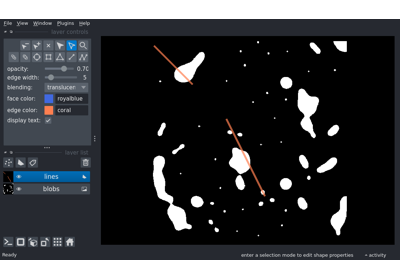 File View Window Plugins Help
layer controls
opacity: 0.70
edge width: 5
blending: translucent
face color: royalblue
edge color: coral
display text:
layer list
lines
blobs
Ready
enter a selection mode to edit shape properties
activity